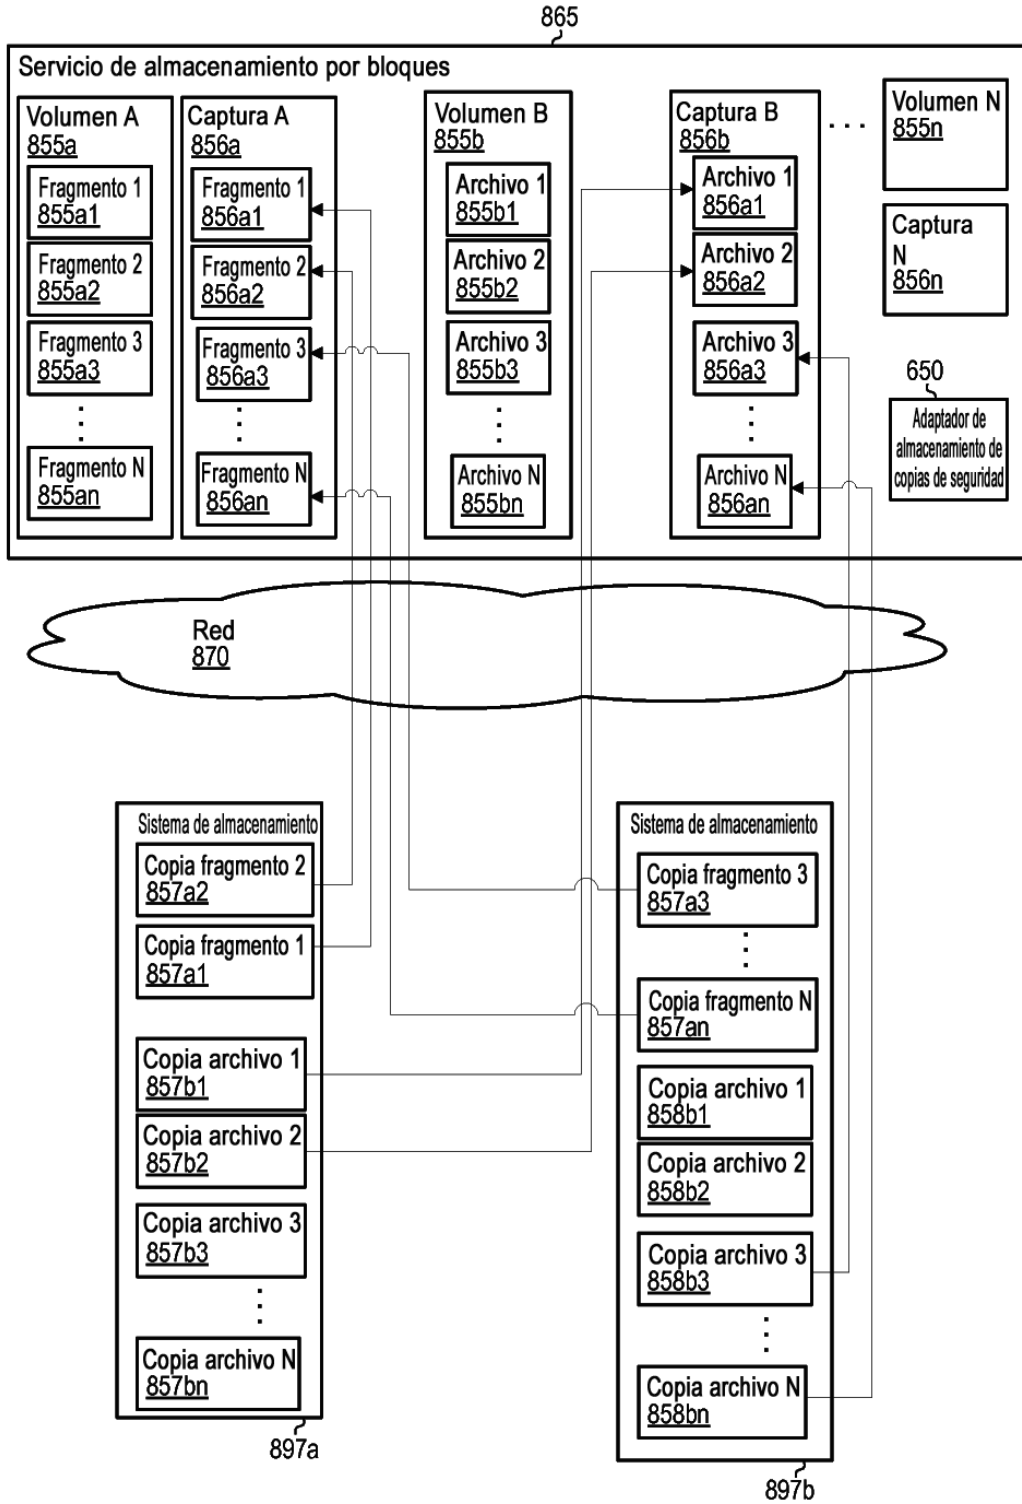 865
Servicio de almacenamiento por bloques
Volumen A
855a
Fragmento 1
855a1
Fragmento 2
855a2
Fragmento 3
855a3
Fragmento N
855an
Captura A
856a
Fragmento 1
856a1
Fragmento 2
856a2
Fragmento 3
856a3
Fragmento N
856an
Volumen B
855b
Archivo 1
855b1
Archivo 2
855b2
Archivo 3
855b3
Archivo N
855bn
Captura B
856b
Archivo 1
856a1
Archivo 2
856a2
Archivo 3
856a3
Archivo N
856an
. . .
Volumen N
855n
Captura
N
856n
650
Adaptador de
almacenamiento de
copias de seguridad
Red
870
Sistema de almacenamiento
Copia fragmento 2
857a2
Copia fragmento 1
857a1
Copia archivo 1
857b1
Copia archivo 2
857b2
Copia archivo 3
857b3
Copia archivo N
857bn
897a
Sistema de almacenamiento
Copia fragmento 3
857a3
Copia fragmento N
857an
Copia archivo 1
858b1
Copia archivo 2
858b2
Copia archivo 3
858b3
Copia archivo N
858bn
897b